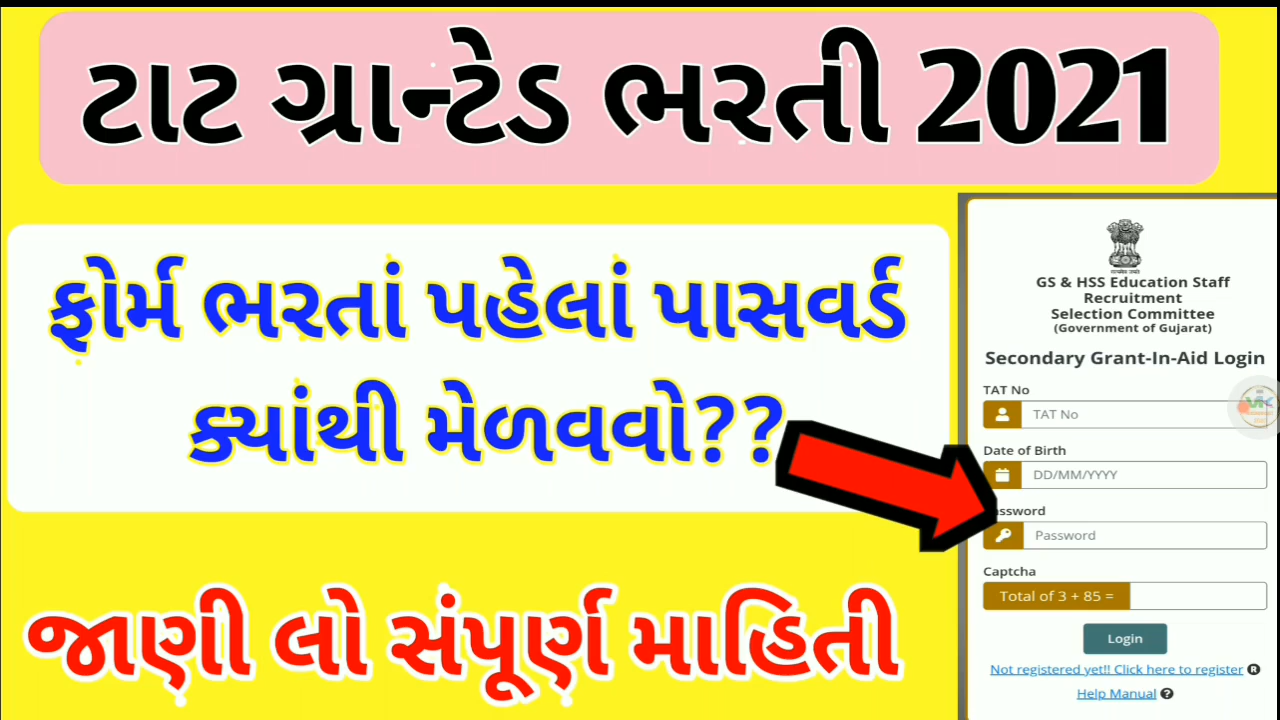 ટાટ ગ્રાન્ટેડ ભરતી 2021
ફોર્મ ભરતાં પહેલાં પાસવર્ડ
ક્યાંથી મેળવવો??
જાણી લો સંપૂર્ણ માહિતી
GS & HSS Education Staff
Recruitment
Selection Committee
(Government of Gujarat)
Secondary Grant-In-Aid Login
TAT No
TAT No
Date of Birth
DD/MM/YYYY
Password
Captcha
Total of 3 + 85 =
Login
Not registered yet!! Click here to register R
Help Manual ?